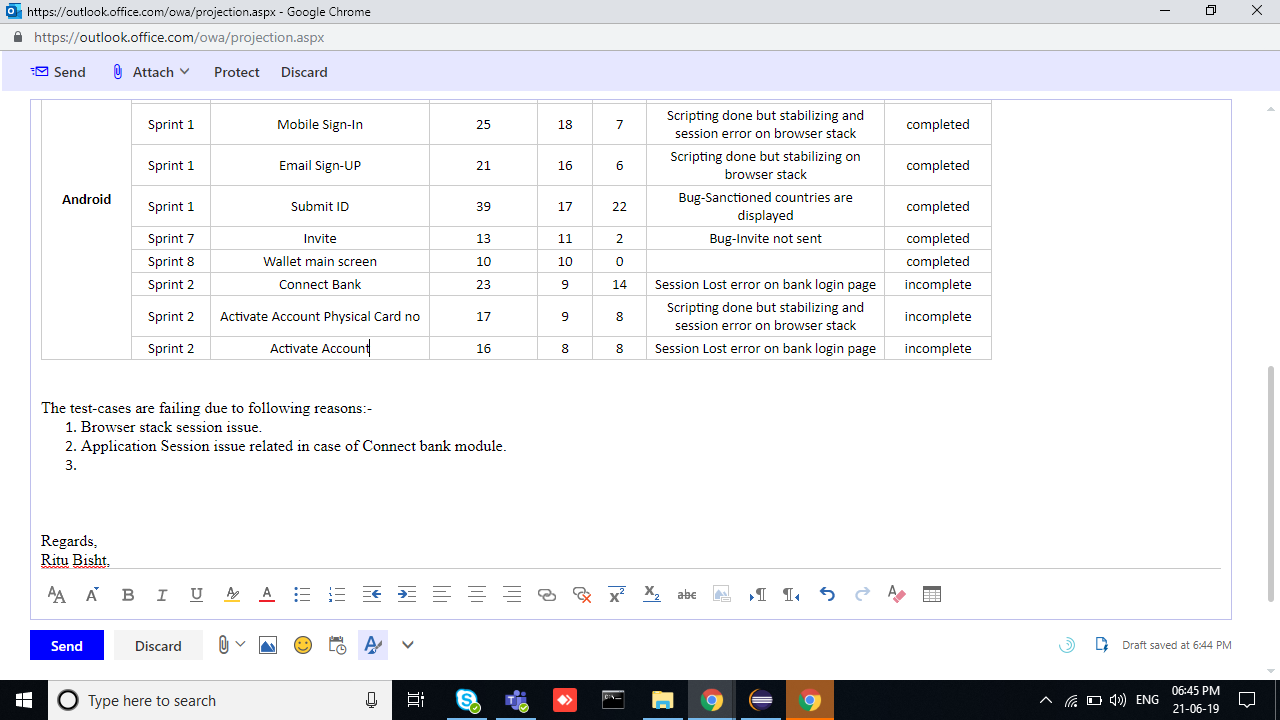 https://outlook.office.com/owa/projection.aspx - Google Chrome
https://outlook.office.com/owa/projection.aspx
Send Attach Protect Discard
Android
Sprint 1 Mobile Sign-In 25 18 7 Scripting done but stabilizing and session error on browser stack completed
Sprint 1 Email Sign-UP 21 16 6 Scripting done but stabilizing on browser stack completed
Sprint 1 Submit ID 39 17 22 Bug-Sanctioned countries are displayed completed
Sprint 7 Invite 13 11 2 Bug-Invite not sent completed
Sprint 8 Wallet main screen 10 10 0 completed
Sprint 2 Connect Bank 23 9 14 Session Lost error on bank login page incomplete
Sprint 2 Activate Account Physical Card no 17 9 8 Scripting done but stabilizing and session error on browser stack incomplete
Sprint 2 Activate Account 16 8 8 Session Lost error on bank login page incomplete
The test-cases are failing due to following reasons:-
1. Browser stack session issue.
2. Application Session issue related in case of Connect bank module.
3.
Regards,
Ritu Bisht,
Send Discard Draft saved at 6:44 PM
Type here to search ENG 06:45 PM
21-06-19